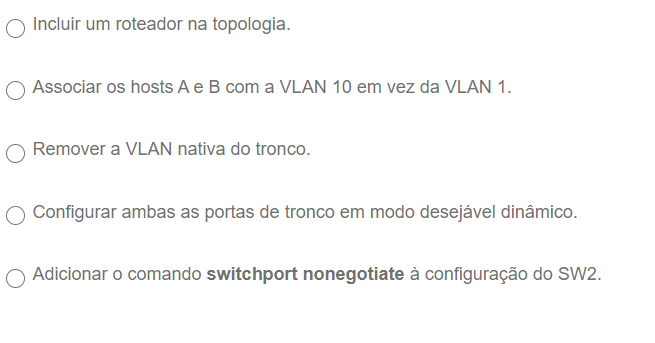 Incluir um roteador na topologia.
Associar os hosts A e B com a VLAN 10 em vez da VLAN 1.
Remover a VLAN nativa do tronco.
Configurar ambas as portas de tronco em modo desejável dinâmico.
Adicionar o comando switchport nonegotiate à configuração do SW2.